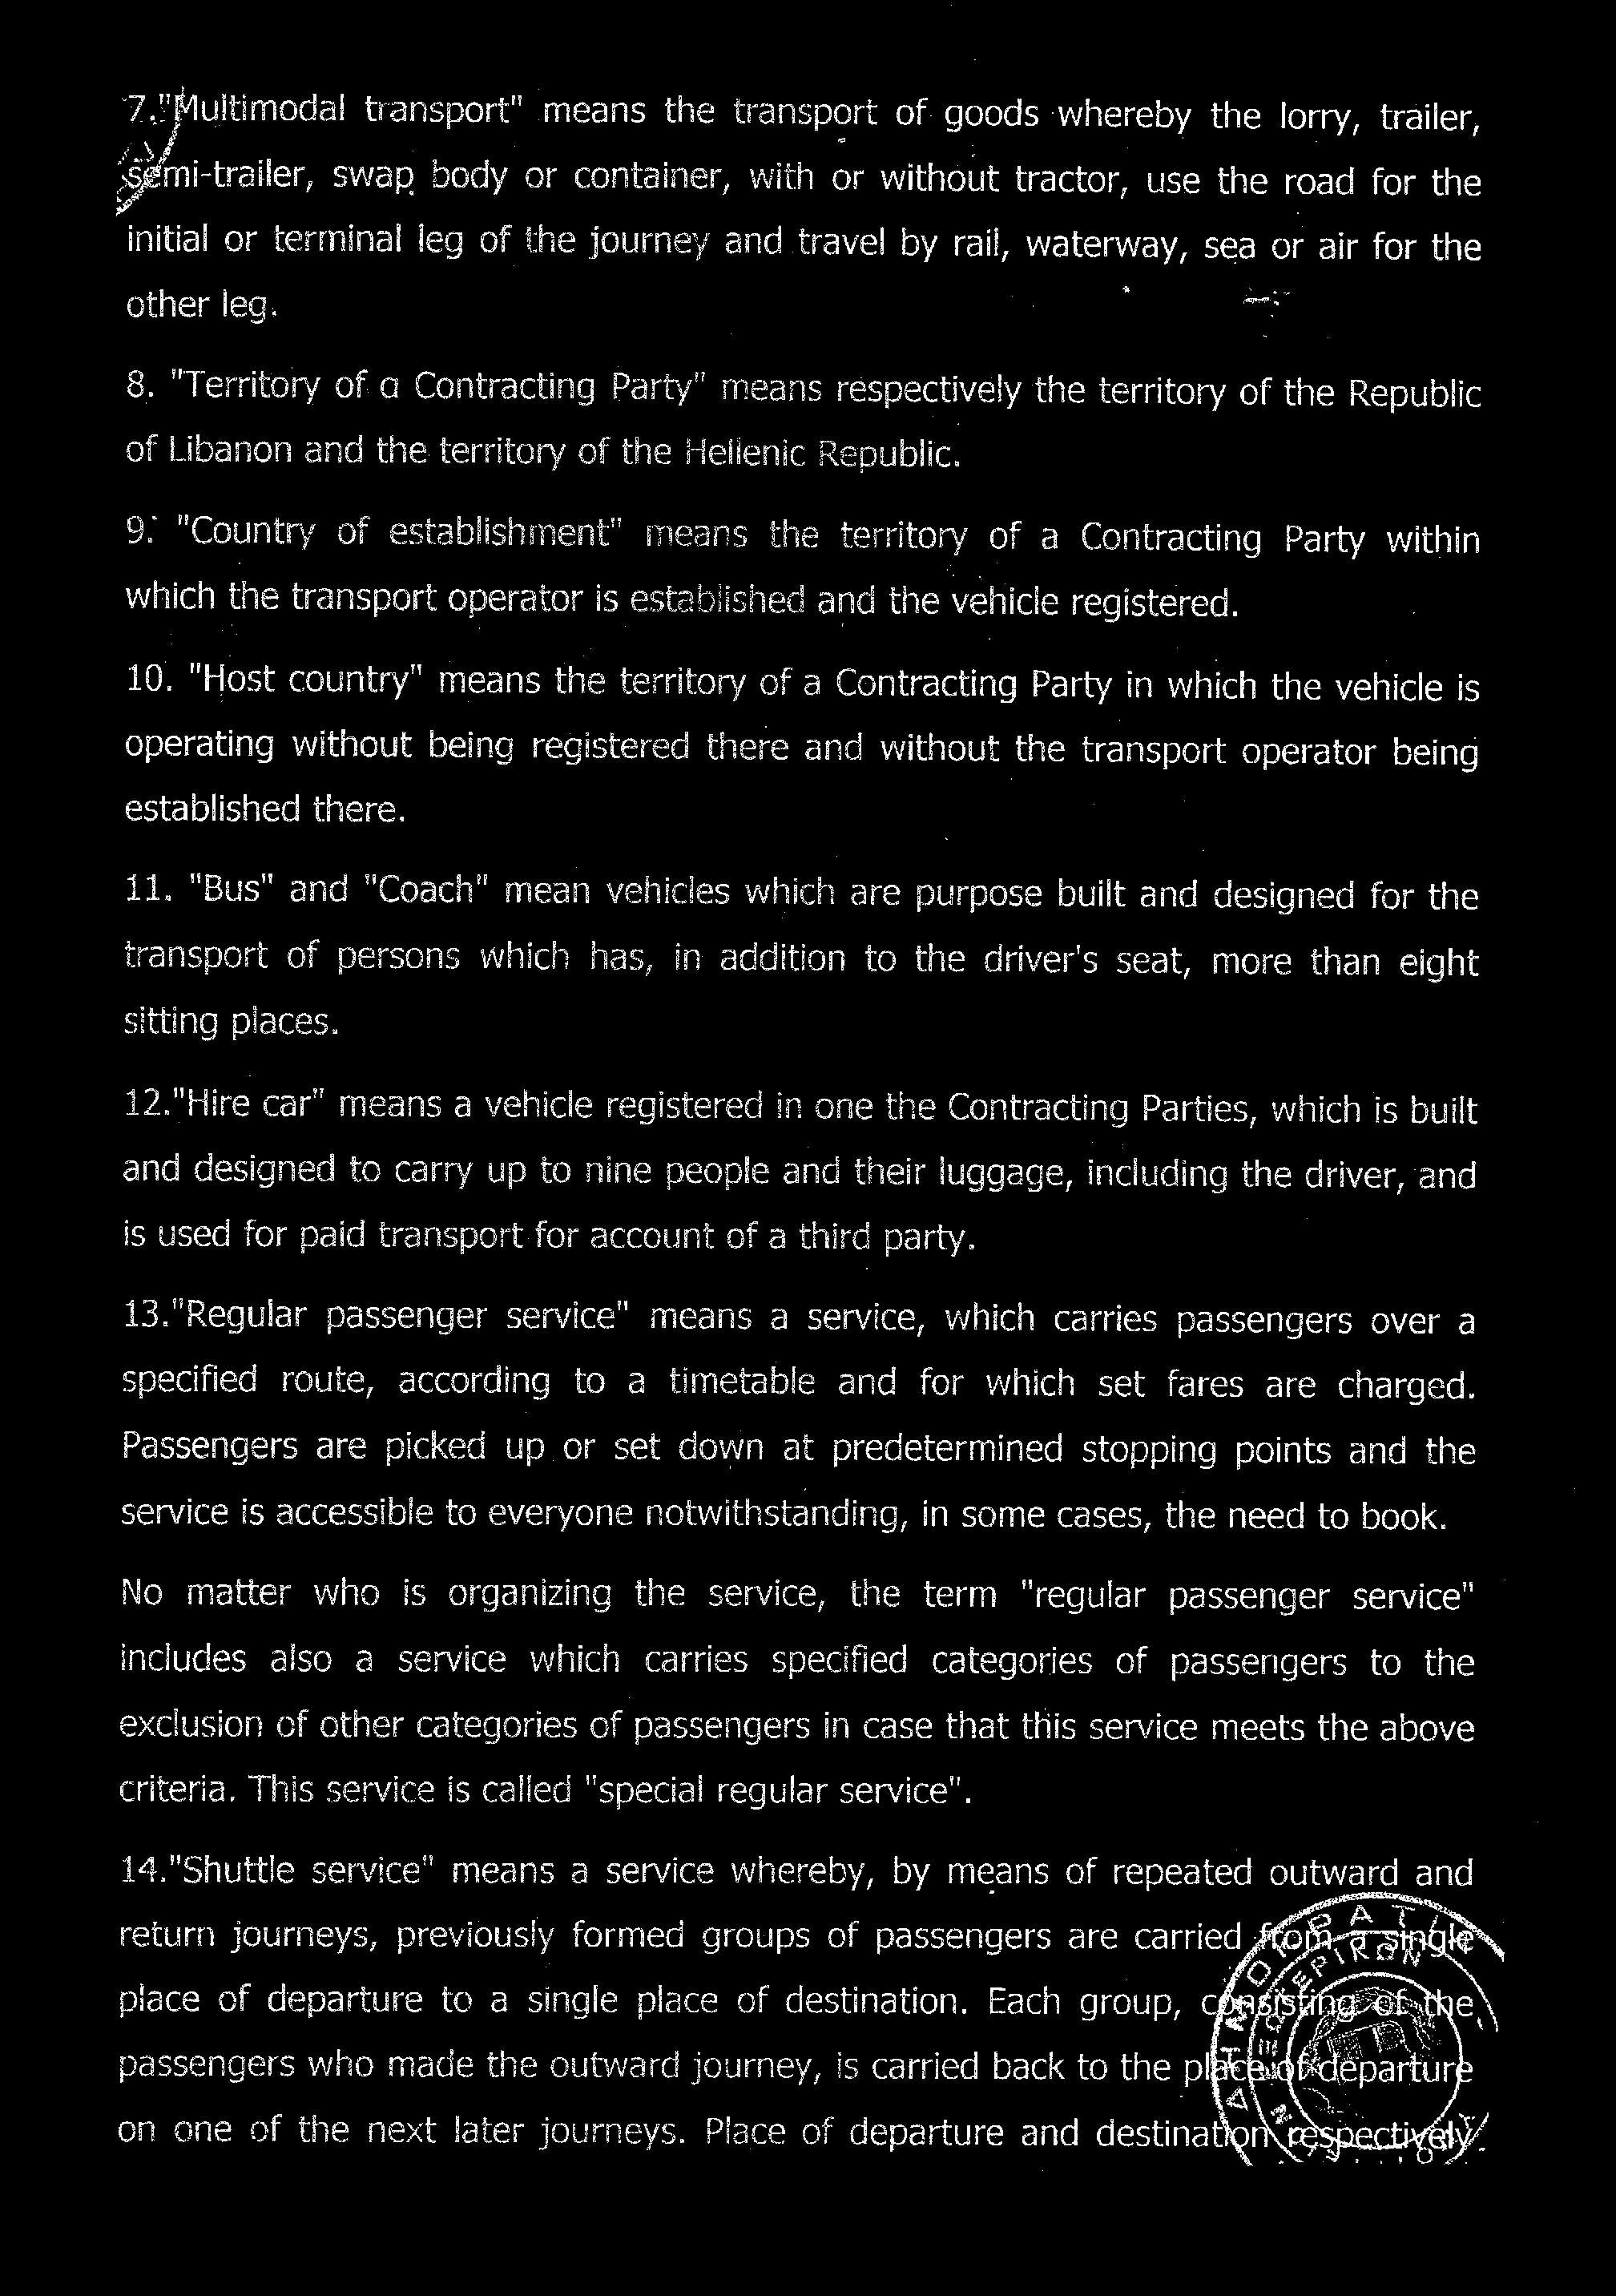 7."Multimodal transport" means the transport of goods whereby the lorry, trailer,
semi-trailer, swap body or container, with or without tractor, use the road for the
initial or terminal leg of the journey and travel by rail, waterway, sea or air for the
other leg.
8. "Territory of a Contracting Party" means respectively the territory of the Republic
of Libanon and the territory of the Hellenic Republic.
9. "Country of establishment" means the territory of a Contracting Party within
which the transport operator is established and the vehicle registered.
10. "Host country" means the territory of a Contracting Party in which the vehicle is
operating without being registered there and without the transport operator being
established there.
11. "Bus" and "Coach" mean vehicles which are purpose built and designed for the
transport of persons which has, in addition to the driver's seat, more than eight
sitting places.
12."Hire car" means a vehicle registered in one the Contracting Parties, which is built
and designed to carry up to nine people and their luggage, including the driver, and
is used for paid transport for account of a third party.
13."Regular passenger service" means a service, which carries passengers over a
specified route, according to a timetable and for which set fares are charged.
Passengers are picked up or set down at predetermined stopping points and the
service is accessible to everyone notwithstanding, in some cases, the need to book.
No matter who is organizing the service, the term "regular passenger service"
includes also a service which carries specified categories of passengers to the
exclusion of other categories of passengers in case that this service meets the above
criteria. This service is called "special regular service".
14."Shuttle service" means a service whereby, by means of repeated outward and
return journeys, previously formed groups of passengers are carried from a single
place of departure to a single place of destination. Each group, consisting of the
passengers who made the outward journey, is carried back to the place of departure
on one of the next later journeys. Place of departure and destination respectively